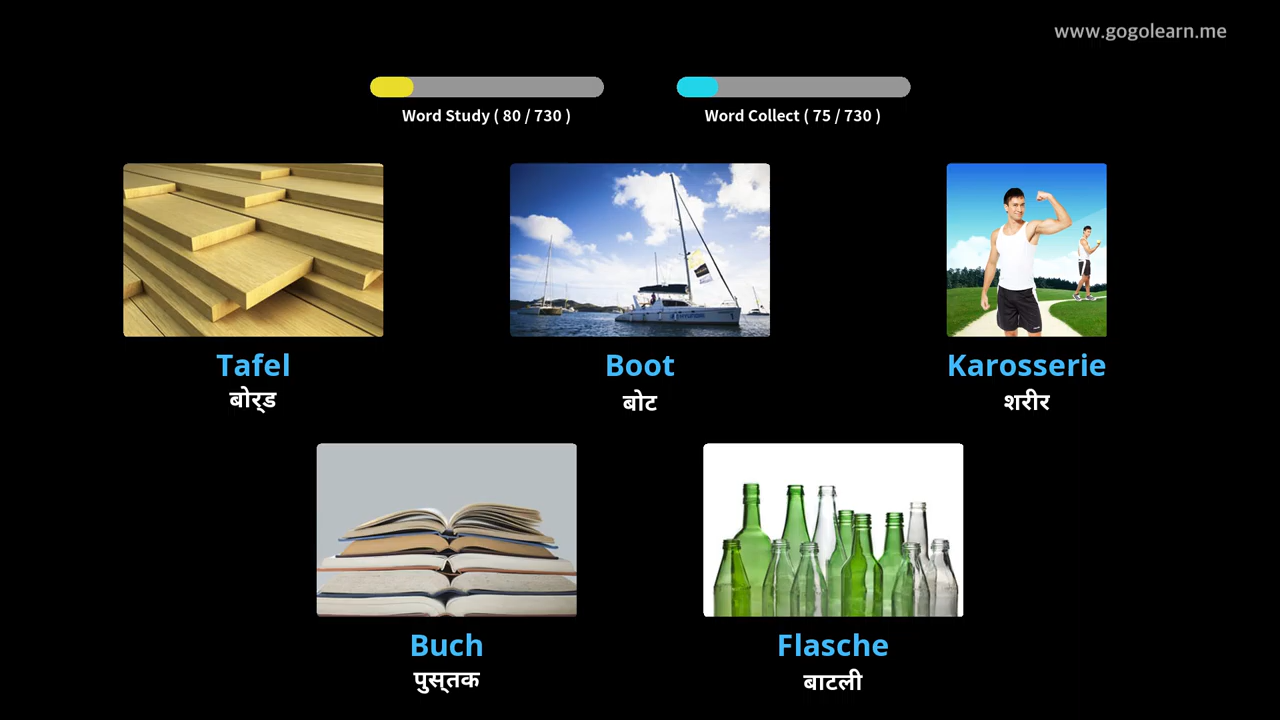 www.gogolearn.me
Word Study ( 80 / 730 )
Word Collect ( 75 / 730 )
Tafel
बोर्ड
Boot
बोट
Karosserie
शरीर
Buch
पुस्तक
Flasche
बाटली